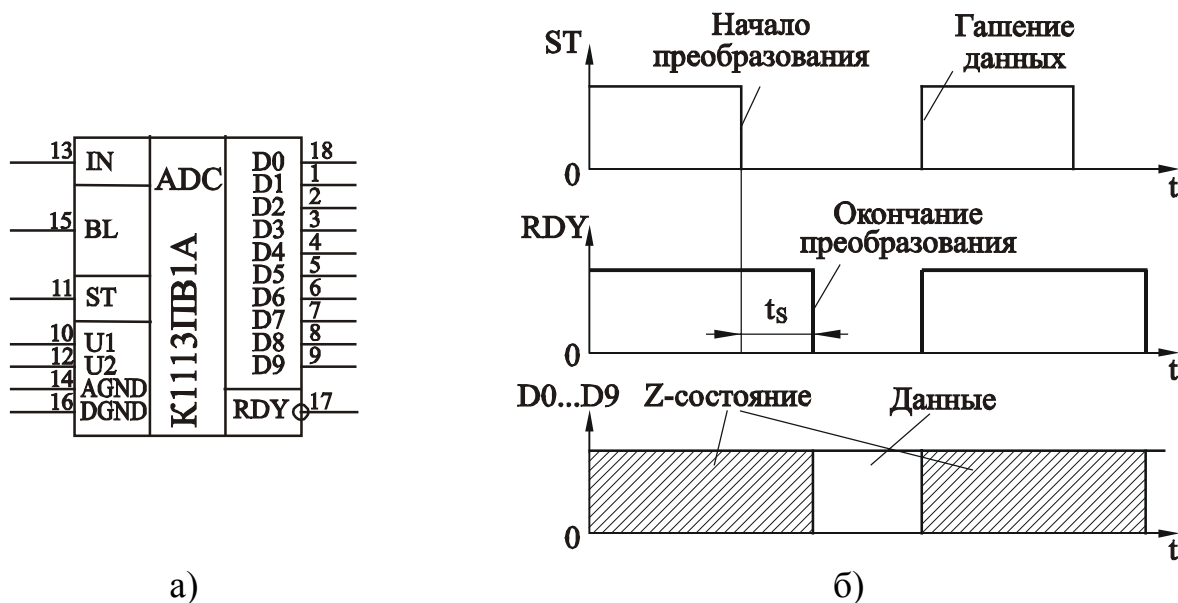 13
IN
15
BL
11
ST
10
U1
12
U2
14
AGND
16
DGND
ADC
К1113ПВ1А
D0
18
D1
1
D2
2
D3
3
D4
4
D5
5
D6
6
D7
7
D8
8
D9
9
RDY
17
а)
ST
Начало
преобразования
Гашение
данных
0
t
RDY
Окончание
преобразования
tS
0
D0...D9
Z-состояние
Данные
0
t
б)